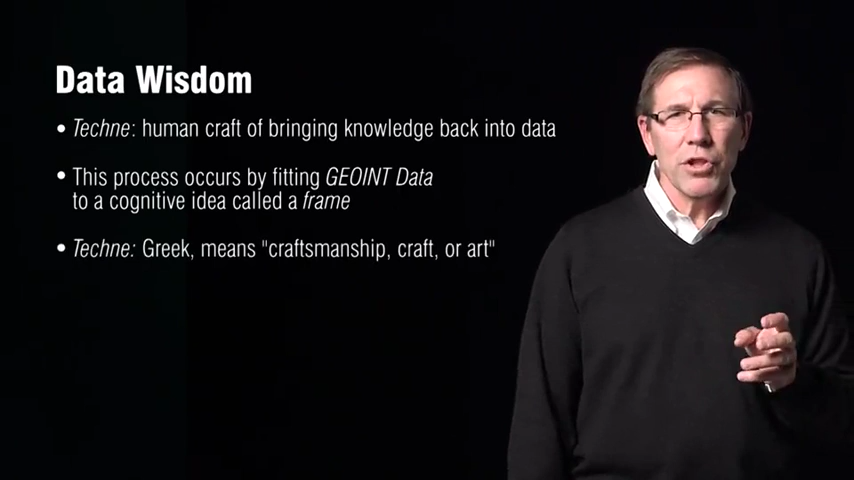 Data Wisdom
• Techne: human craft of bringing knowledge back into data
• This process occurs by fitting GEOINT Data
to a cognitive idea called a frame
• Techne: Greek, means "craftsmanship, craft, or art"